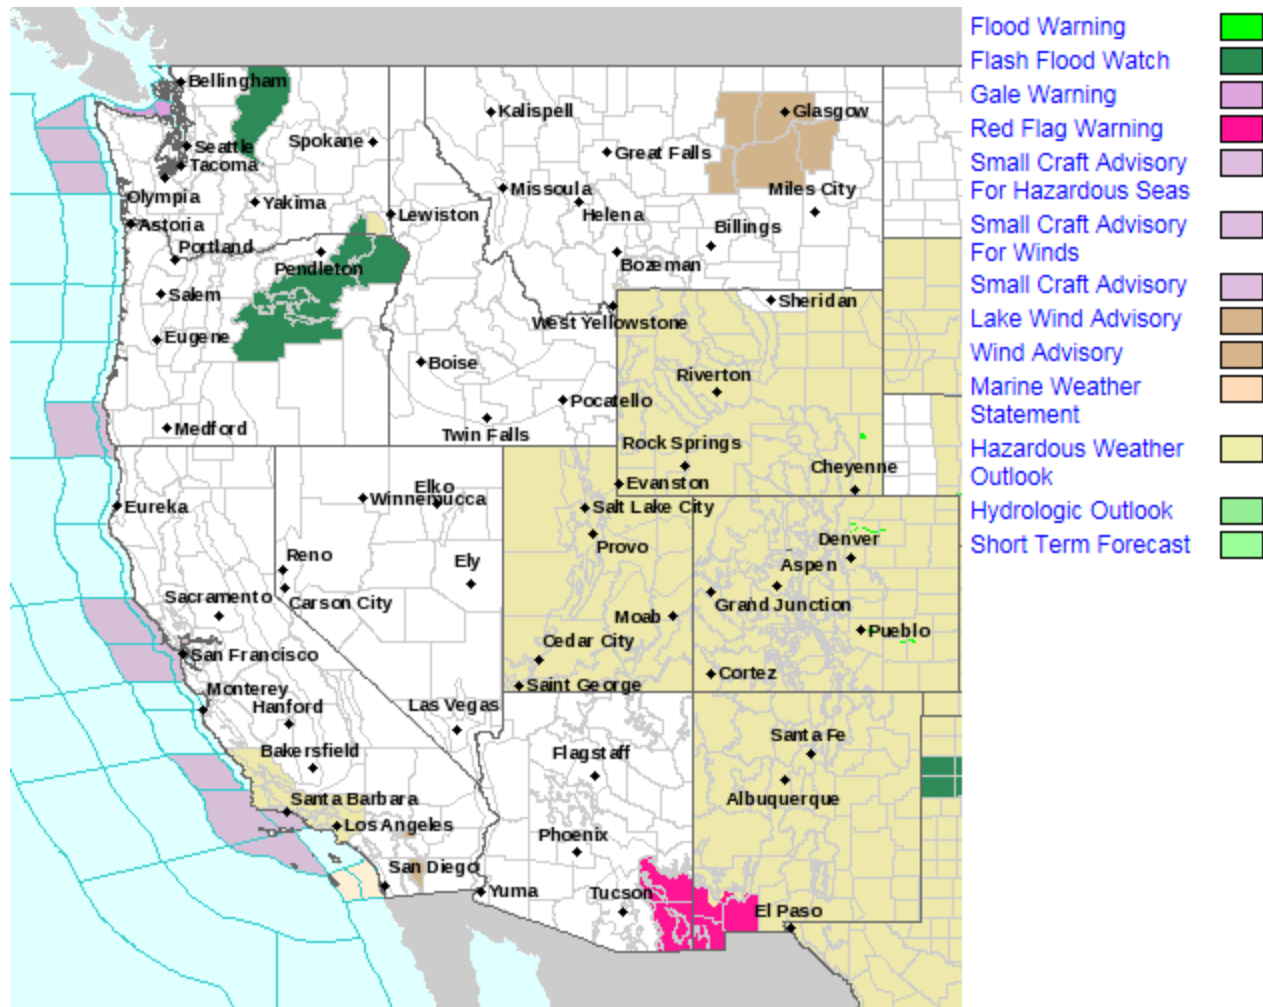 Bellingham
Seattle
Tacoma
Olympia
Astoria
Portland
Salem
Eugene
Medford
Spokane
Yakima
Pendleton
Lewiston
Kalispell
Great Falls
Missoula
Helena
Bozeman
Billings
Glasgow
Miles City
West Yellowstone
Sheridan
Boise
Pocatello
Twin Falls
Riverton
Rock Springs
Evanston
Cheyenne
Eureka
Winnemucca
Elko
Reno
Carson City
Ely
Sacramento
San Francisco
Monterey
Hanford
Bakersfield
Las Vegas
Santa Barbara
Los Angeles
San Diego
Salt Lake City
Provo
Moab
Cedar City
Saint George
Denver
Aspen
Grand Junction
Pueblo
Cortez
Flagstaff
Phoenix
Yuma
Tucson
Santa Fe
Albuquerque
El Paso
Flood Warning
Flash Flood Watch
Gale Warning
Red Flag Warning
Small Craft Advisory
For Hazardous Seas
Small Craft Advisory
For Winds
Small Craft Advisory
Lake Wind Advisory
Wind Advisory
Marine Weather
Statement
Hazardous Weather
Outlook
Hydrologic Outlook
Short Term Forecast